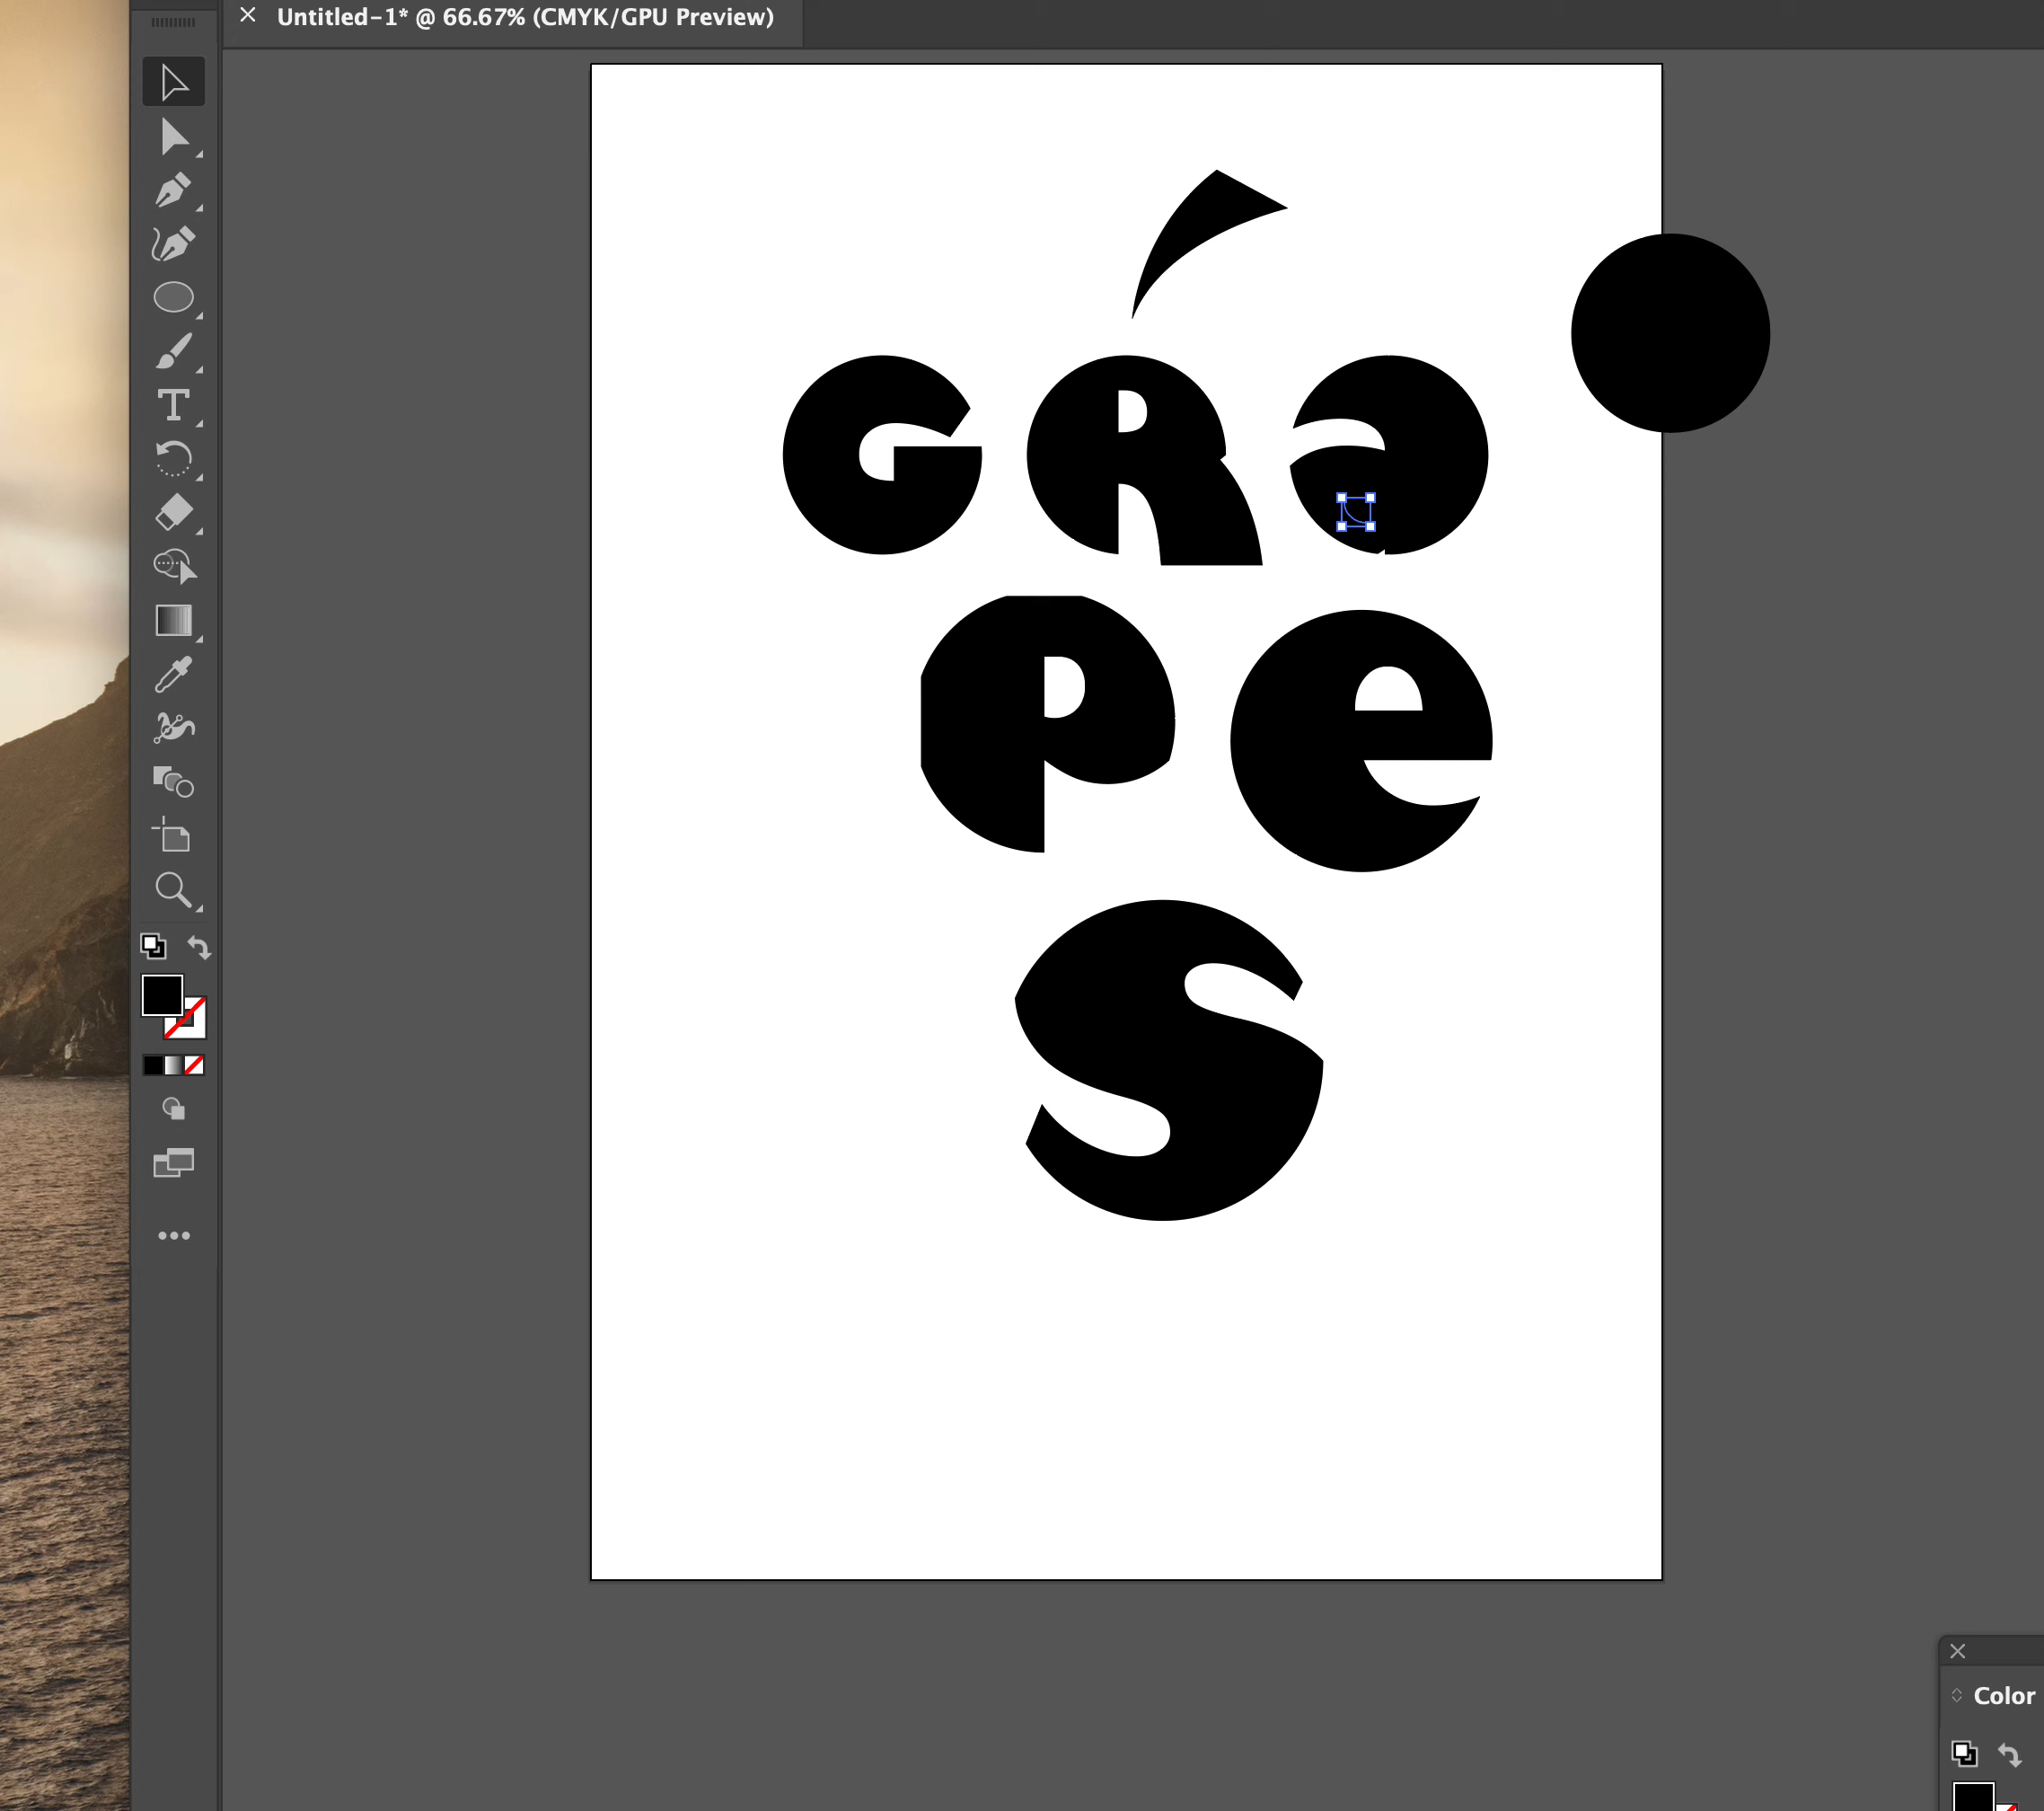 Untitled-1* @ 66.67% (CMYK/GPU Preview)
GRa
Pe
S
Color